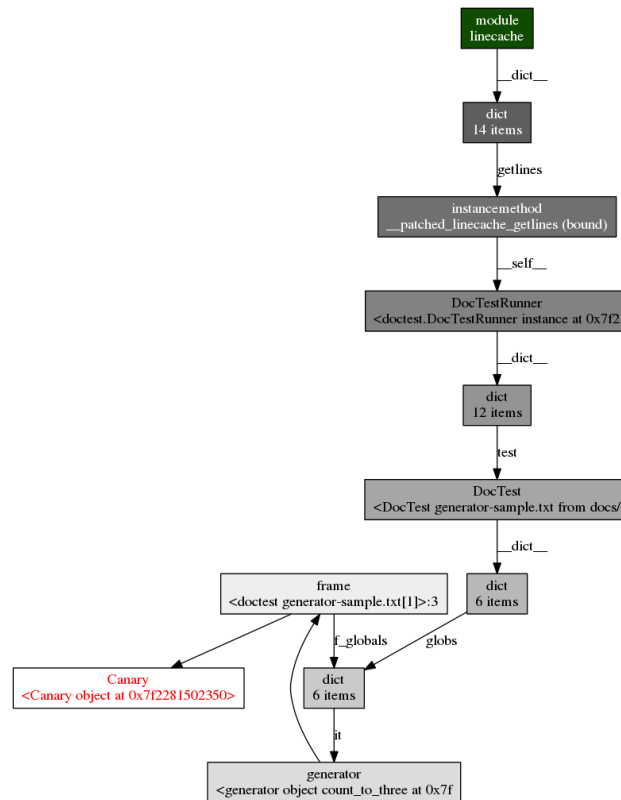 module
linecache
__dict__
dict
14 items
getlines
instancemethod
__patched_linecache_getlines (bound)
__self__
DocTestRunner
<doctest.DocTestRunner instance at 0x7f2
__dict__
dict
12 items
test
DocTest
<DocTest generator-sample.txt from docs/
__dict__
frame
<doctest generator-sample.txt[1]>:3
dict
6 items
f_globals
globs
Canary
<Canary object at 0x7f2281502350>
dict
6 items
it
generator
<generator object count_to_three at 0x7f